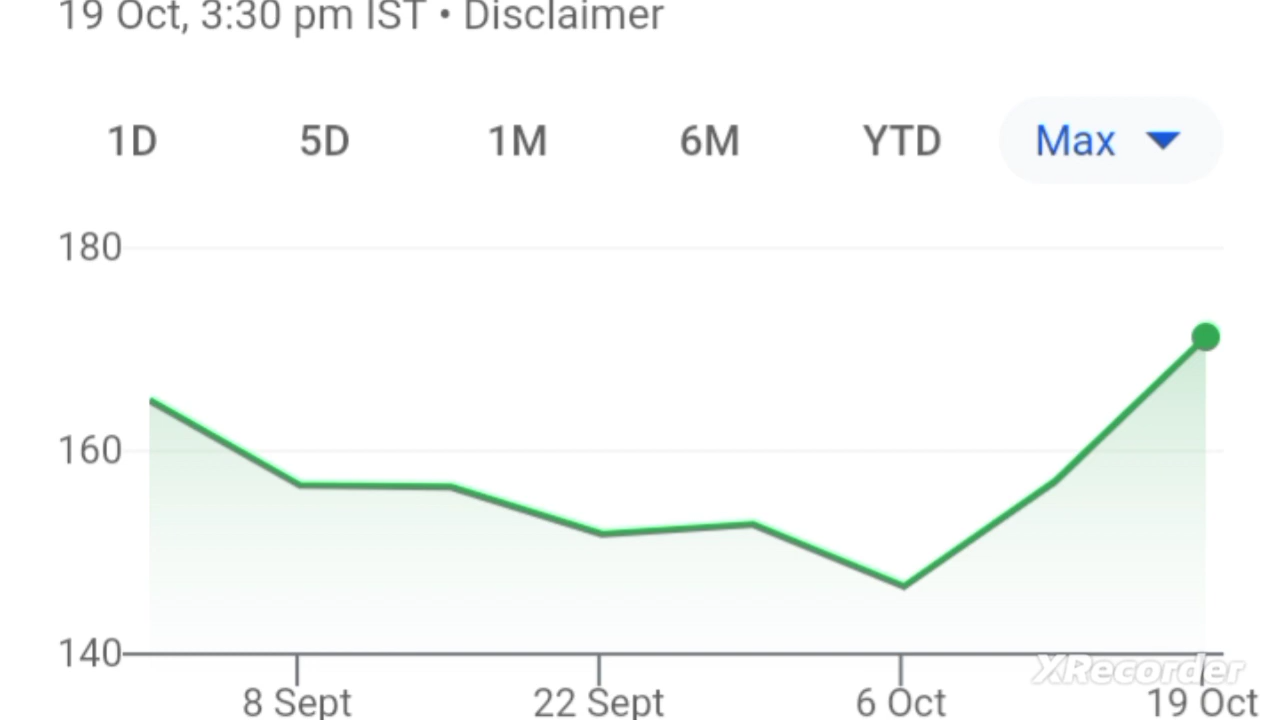 19 Oct, 3:30 pm IST • Disclaimer
1D 5D 1M 6M YTD Max
180
160
140
XRecorder
8 Sept 22 Sept 6 Oct 19 Oct